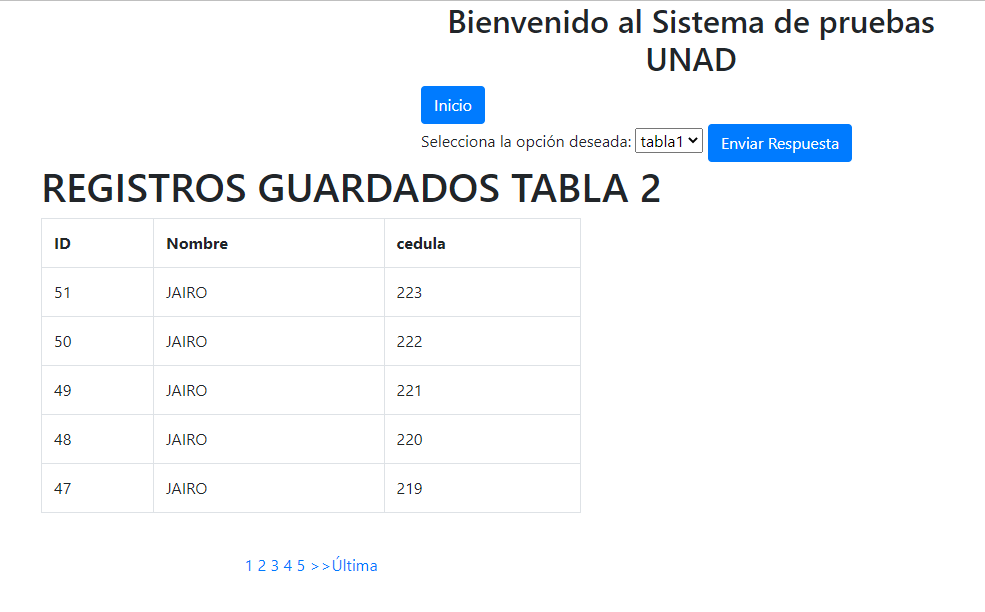 Bienvenido al Sistema de pruebas
UNAD
Inicio
Selecciona la opción deseada: tabla1 Enviar Respuesta
REGISTROS GUARDADOS TABLA 2
ID Nombre cedula
51 JAIRO 223
50 JAIRO 222
49 JAIRO 221
48 JAIRO 220
47 JAIRO 219
1 2 3 4 5 >>Última